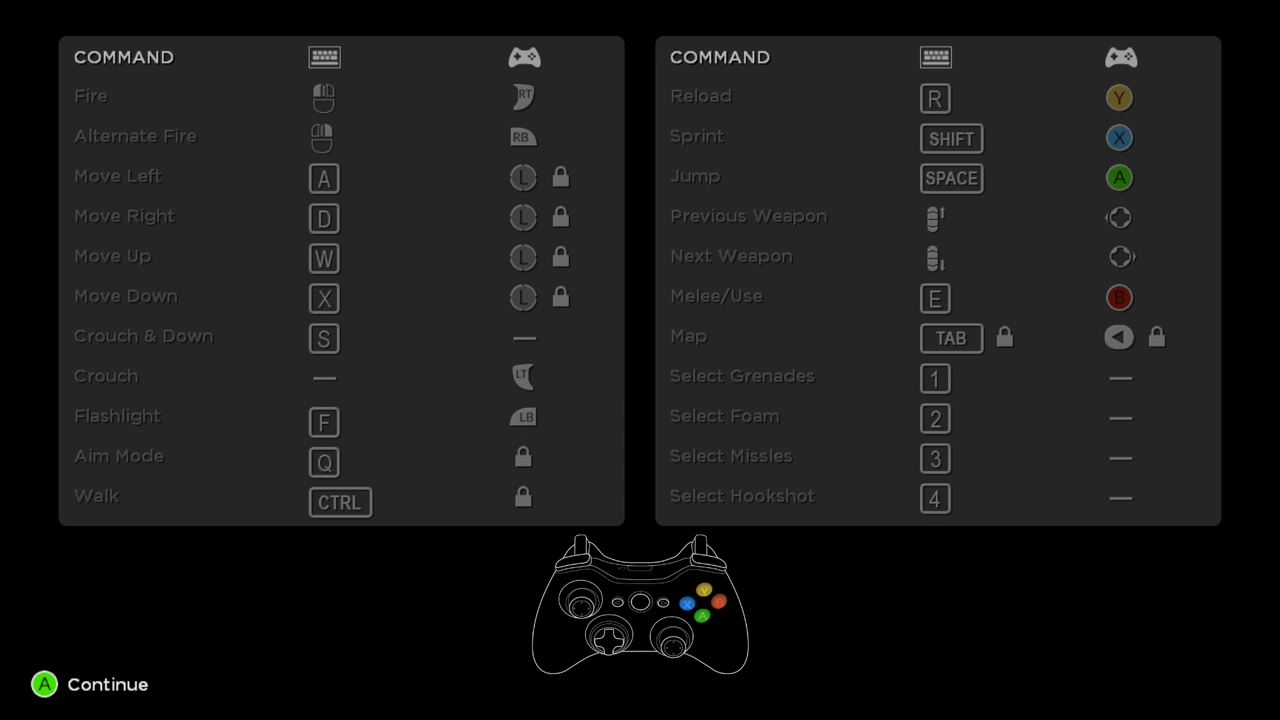 COMMAND
Fire RT
Alternate Fire RB
Move Left A L
Move Right D L
Move Up W L
Move Down X L
Crouch & Down S —
Crouch — LT
Flashlight F LB
Aim Mode Q
Walk CTRL
COMMAND
Reload R Y
Sprint SHIFT X
Jump SPACE A
Previous Weapon
Next Weapon
Melee/Use E B
Map TAB
Select Grenades 1 —
Select Foam 2 —
Select Missles 3 —
Select Hookshot 4 —
Y
X B
A
A Continue